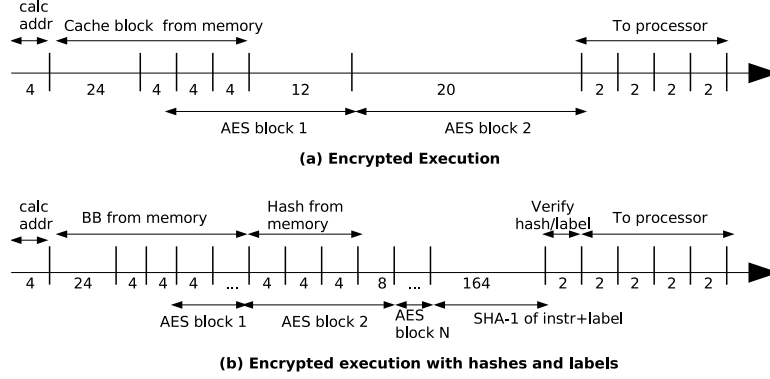 calc
addr
Cache block from memory
To processor
4 24 4 4 4 12 20 2 2 2 2
AES block 1
AES block 2
(a) Encrypted Execution
calc
addr
BB from memory
Hash from
memory
Verify
hash/label
To processor
4 24 4 4 4 ... 4 4 4 8 ... 164 2 2 2 2 2
AES block 1
AES block 2
AES
block N
SHA-1 of instr+label
(b) Encrypted execution with hashes and labels